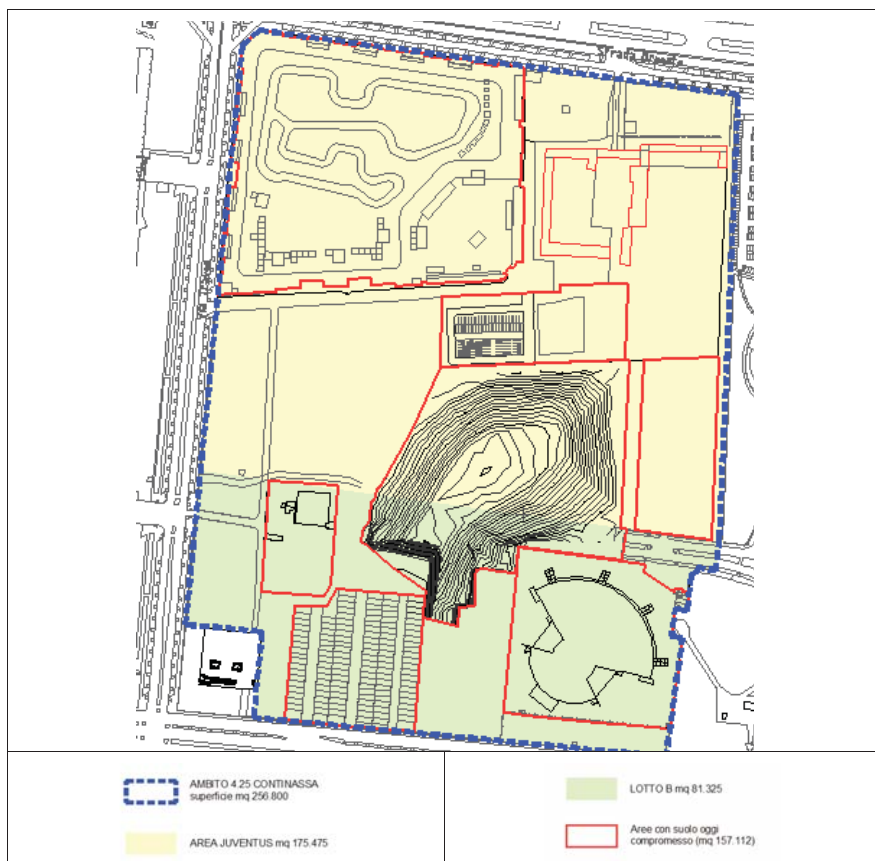 AMBITO 4.25 CONTINASSA
superficie mq 256.800
AREA JUVENTUS mq 175.475
LOTTO B mq 81.325
Aree con suolo oggi
compromesso (mq 157.112)